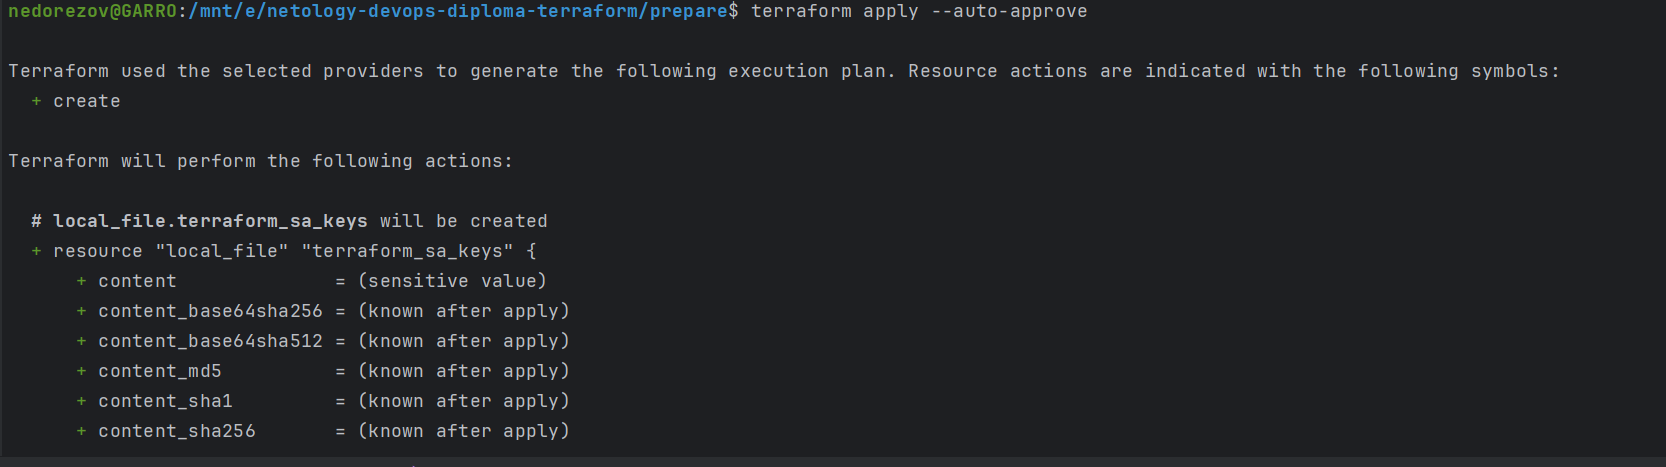 nedorezov@GARRO:/mnt/e/netology-devops-diploma-terraform/prepare$ terraform apply --auto-approve
Terraform used the selected providers to generate the following execution plan. Resource actions are indicated with the following symbols:
  + create
Terraform will perform the following actions:
  # local_file.terraform_sa_keys will be created
  + resource "local_file" "terraform_sa_keys" {
      + content              = (sensitive value)
      + content_base64sha256 = (known after apply)
      + content_base64sha512 = (known after apply)
      + content_md5          = (known after apply)
      + content_sha1         = (known after apply)
      + content_sha256       = (known after apply)